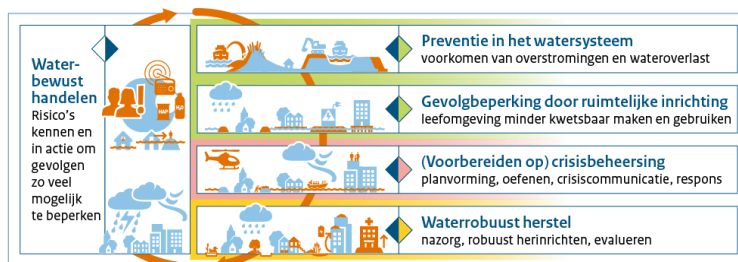 Water-
bewust
handelen
Risico's
kennen en
in actie om
gevolgen
zo veel
mogelijk
te beperken
Preventie in het watersysteem
voorkomen van overstromingen en wateroverlast
Gevolgbeperking door ruimtelijke inrichting
leefomgeving minder kwetsbaar maken en gebruiken
(Voorbereiden op) crisisbeheersing
planvorming, oefenen, crisiscommunicatie, respons
Waterrobuust herstel
nazorg, robuust herinrichten, evalueren